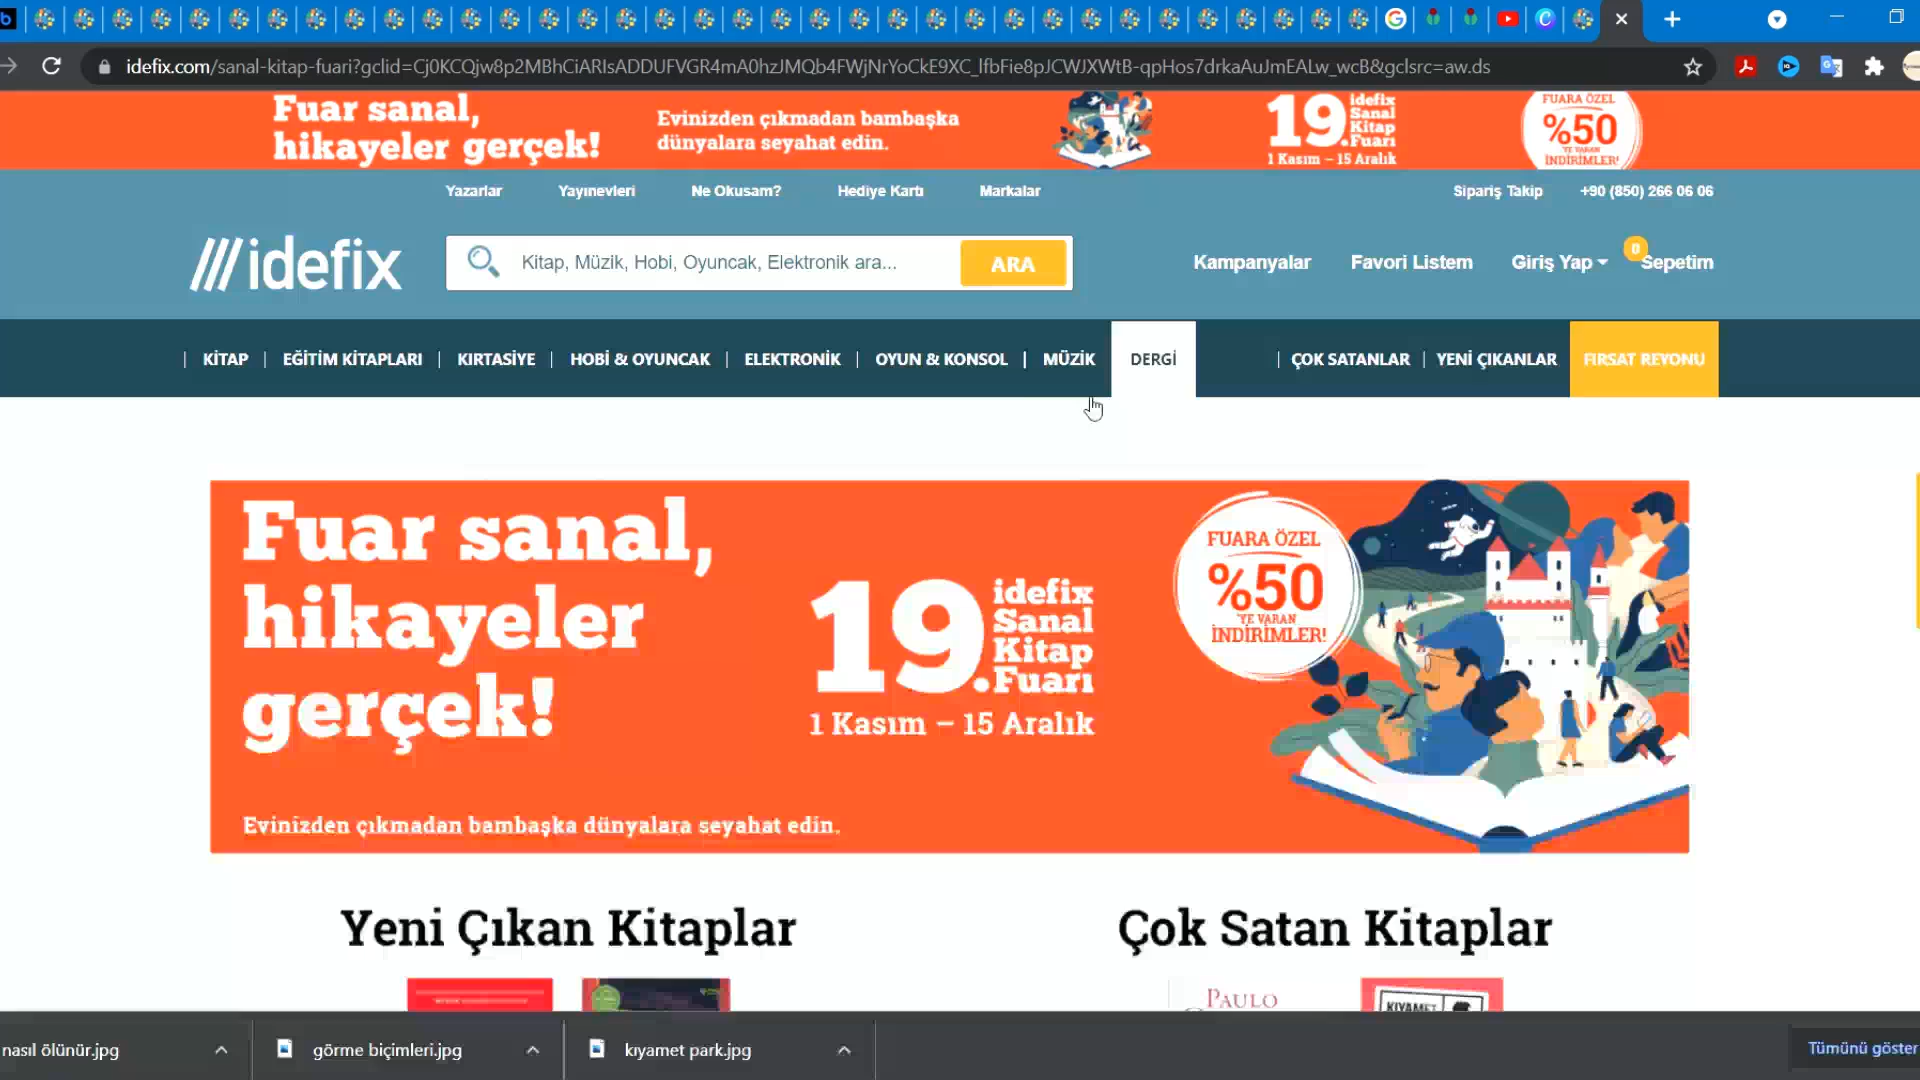 idefix.com/sanal-kitap-fuari?gclid=Cj0KCQjw8p2MBhCiARIsADDUFVGR4mA0hzJMQb4FWjNrYoCkE9XC_lfbFie8pJCWJXWtB-qpHos7drkaAuJmEALw_wcB&gclsrc=aw.ds
Fuar sanal,
hikayeler gerçek!
Evinizden çıkmadan bambaşka
dünyalara seyahat edin.
19.
idefix
Sanal
Kitap
Fuarı
1 Kasım – 15 Aralık
FUARA ÖZEL
%50
'YE VARAN
İNDİRİMLER!
Yazarlar
Yayınevleri
Ne Okusam?
Hediye Kartı
Markalar
Sipariş Takip
+90 (850) 266 06 06
idefix
Kitap, Müzik, Hobi, Oyuncak, Elektronik ara...
ARA
Kampanyalar
Favori Listem
Giriş Yap
0
Sepetim
KİTAP
EĞİTİM KİTAPLARI
KIRTASİYE
HOBİ & OYUNCAK
ELEKTRONİK
OYUN & KONSOL
MÜZİK
DERGİ
ÇOK SATANLAR
YENİ ÇIKANLAR
FIRSAT REYONU
Fuar sanal,
hikayeler
gerçek!
19.
idefix
Sanal
Kitap
Fuarı
1 Kasım – 15 Aralık
FUARA ÖZEL
%50
'YE VARAN
İNDİRİMLER!
Evinizden çıkmadan bambaşka dünyalara seyahat edin.
Yeni Çıkan Kitaplar
Çok Satan Kitaplar
PAULO
KIYAMET
nasıl ölünür.jpg
görme biçimleri.jpg
kıyamet park.jpg
Tümünü göster